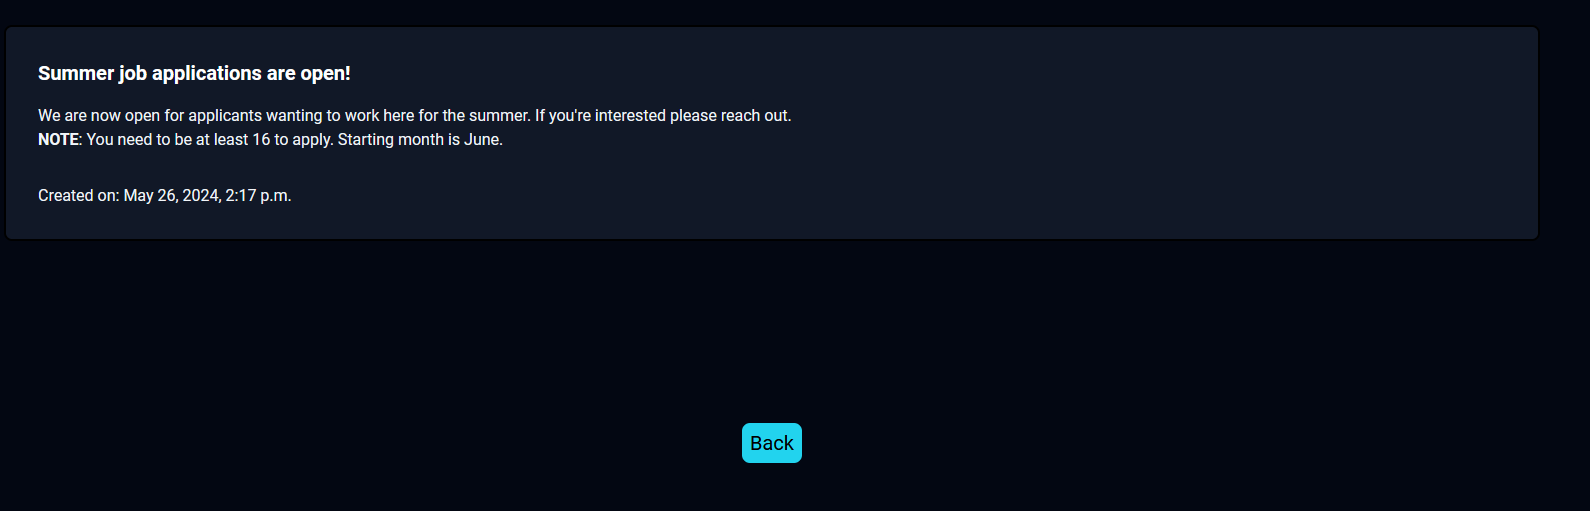 Summer job applications are open!
We are now open for applicants wanting to work here for the summer. If you're interested please reach out.
NOTE: You need to be at least 16 to apply. Starting month is June.
Created on: May 26, 2024, 2:17 p.m.
Back